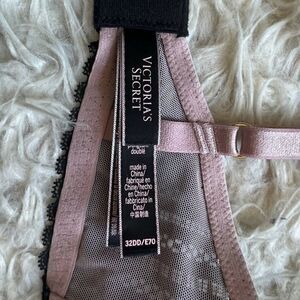 VICTORIA'S
SECRET
double
made in
China/
fabriqué en
Chine/hecho
en China/
fabbricato in
Cina/
中国制造
32DD/E70